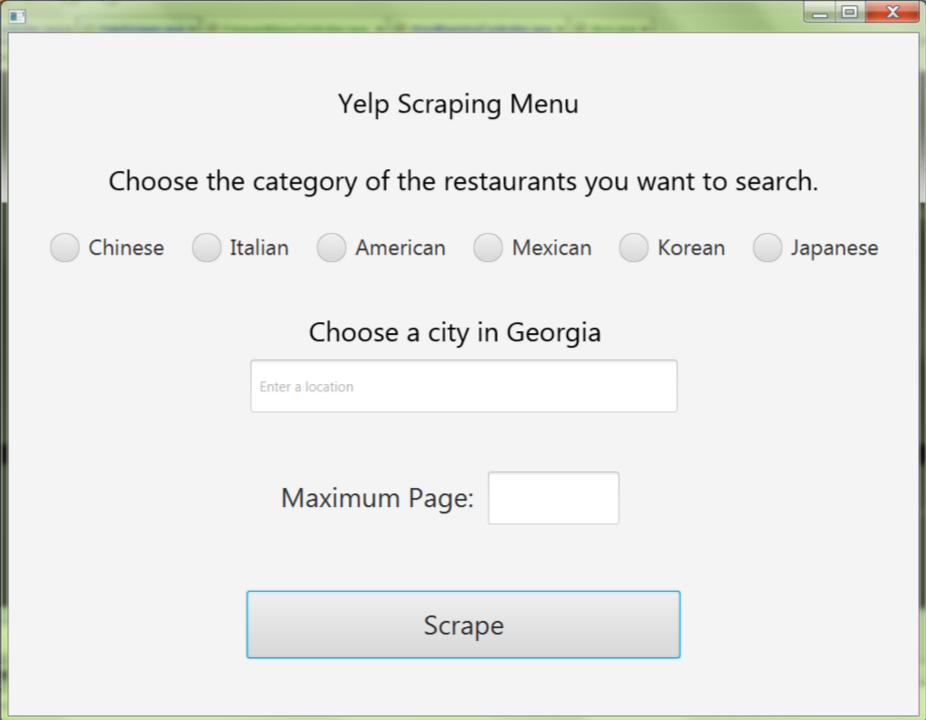 Yelp Scraping Menu
Choose the category of the restaurants you want to search.
Chinese Italian American Mexican Korean Japanese
Choose a city in Georgia
Enter a location
Maximum Page:
Scrape